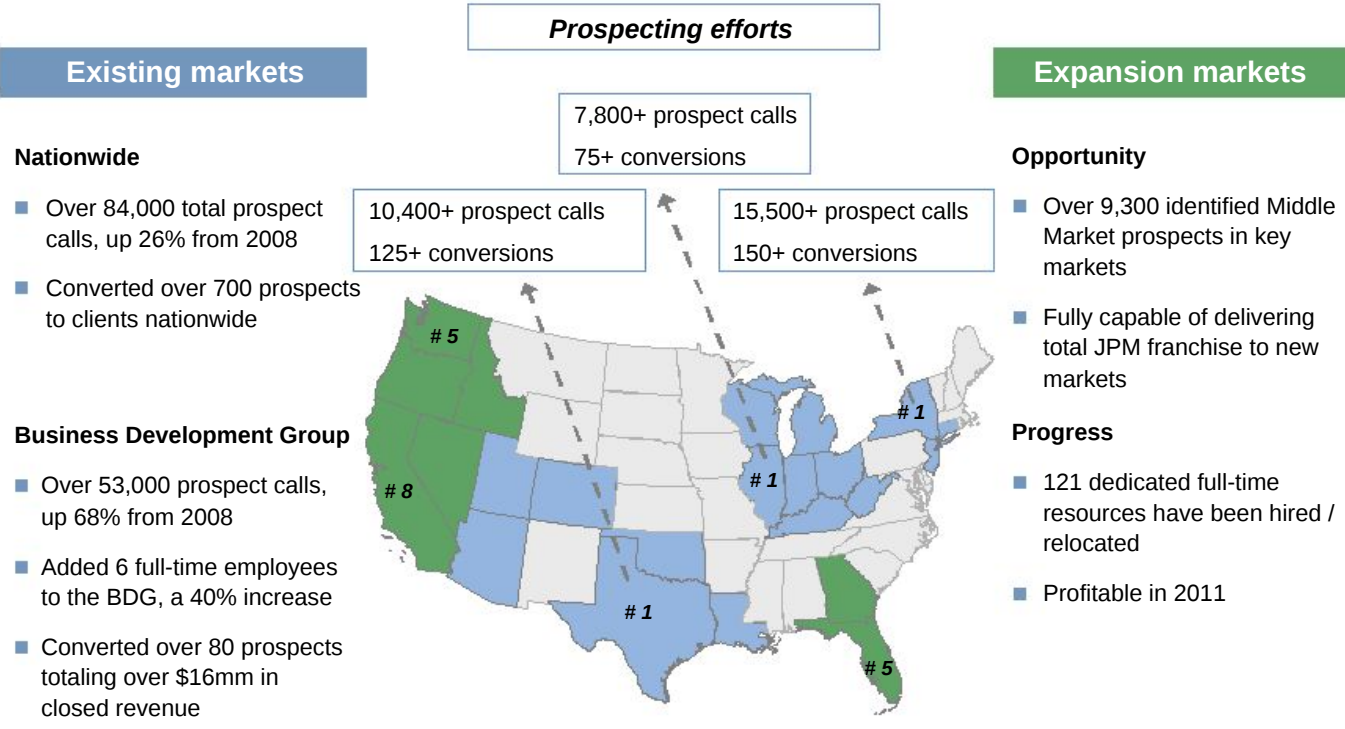 Prospecting efforts
Existing markets
Expansion markets
Nationwide
Over 84,000 total prospect
calls, up 26% from 2008
Converted over 700 prospects
to clients nationwide
Business Development Group
Over 53,000 prospect calls,
up 68% from 2008
Added 6 full-time employees
to the BDG, a 40% increase
Converted over 80 prospects
totaling over $16mm in
closed revenue
7,800+ prospect calls
75+ conversions
10,400+ prospect calls
125+ conversions
15,500+ prospect calls
150+ conversions
# 5
# 1
# 8
# 1
# 1
# 5
Opportunity
Over 9,300 identified Middle
Market prospects in key
markets
Fully capable of delivering
total JPM franchise to new
markets
Progress
121 dedicated full-time
resources have been hired /
relocated
Profitable in 2011